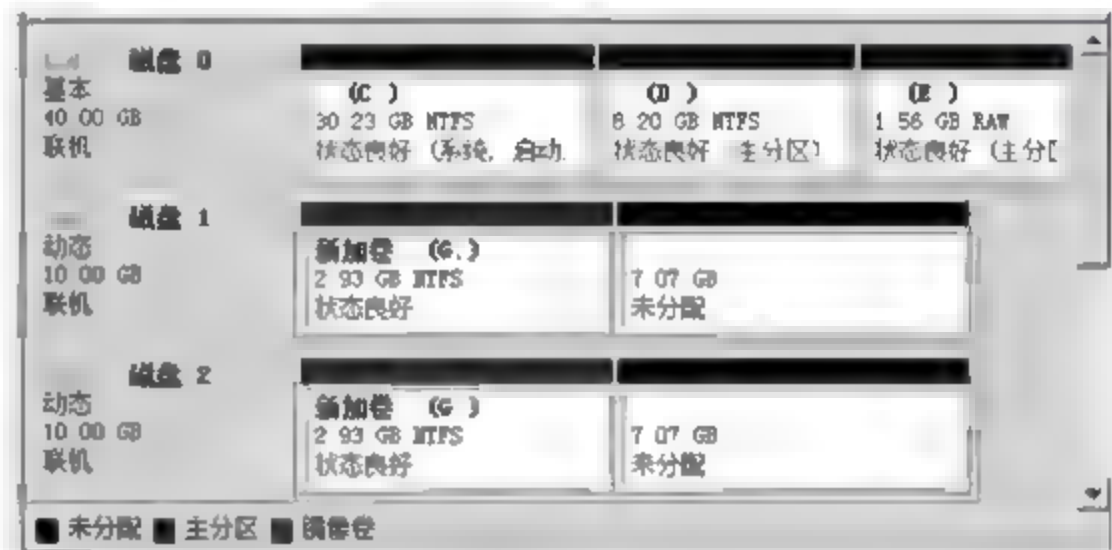 磁盘 0
基本
40 00 GB
联机
(C )
30 23 GB NTFS
状态良好 (系统, 启动
(D )
8 20 GB NTFS
状态良好 主分区)
(E )
1 56 GB RAW
状态良好 (主分区
磁盘 1
动态
10 00 GB
联机
新加卷 (G.)
2 93 GB NTFS
状态良好
7 07 GB
未分配
磁盘 2
动态
10 00 GB
联机
新加卷 (G )
2 93 GB NTFS
状态良好
7 07 GB
未分配
未分配 主分区 镜像卷